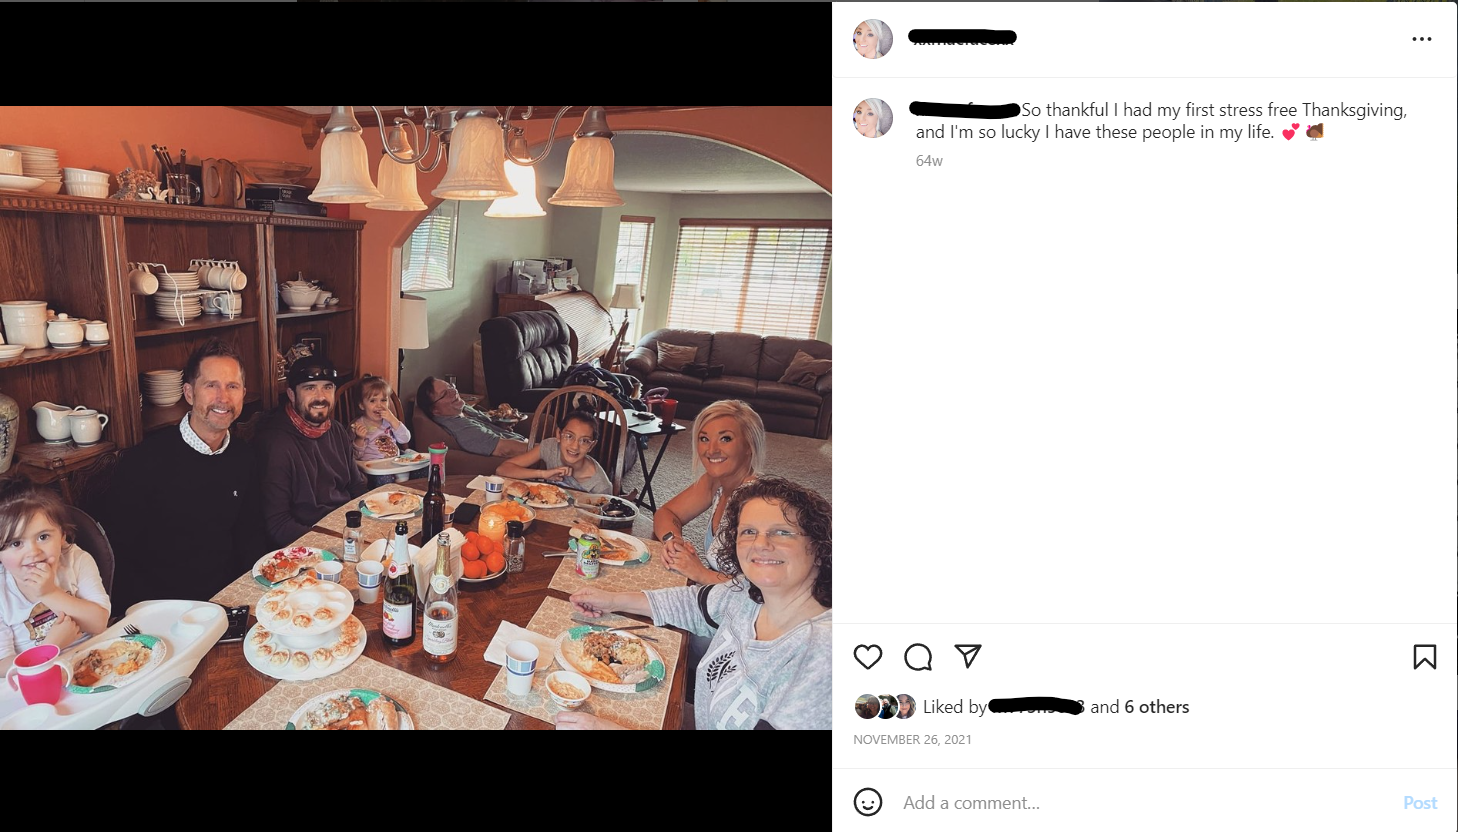 So thankful I had my first stress free Thanksgiving,
and I'm so lucky I have these people in my life. 💕 🦃
64w
Liked by and 6 others
NOVEMBER 26, 2021
Add a comment...
Post